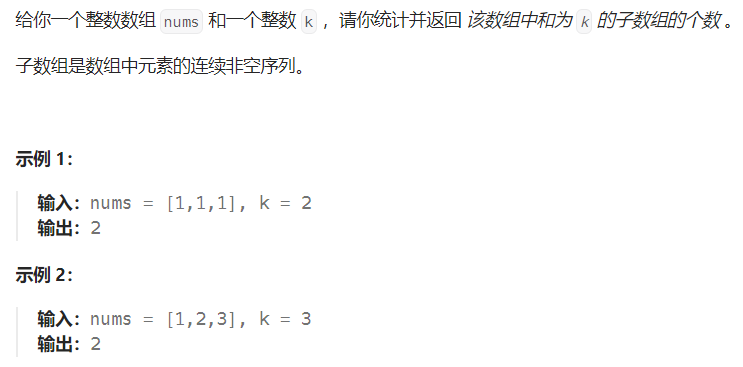 给你一个整数数组 nums 和一个整数 k ，请你统计并返回 该数组中和为 k 的子数组的个数 。
子数组是数组中元素的连续非空序列。
示例 1：
输入：nums = [1,1,1], k = 2
输出：2
示例 2：
输入：nums = [1,2,3], k = 3
输出：2